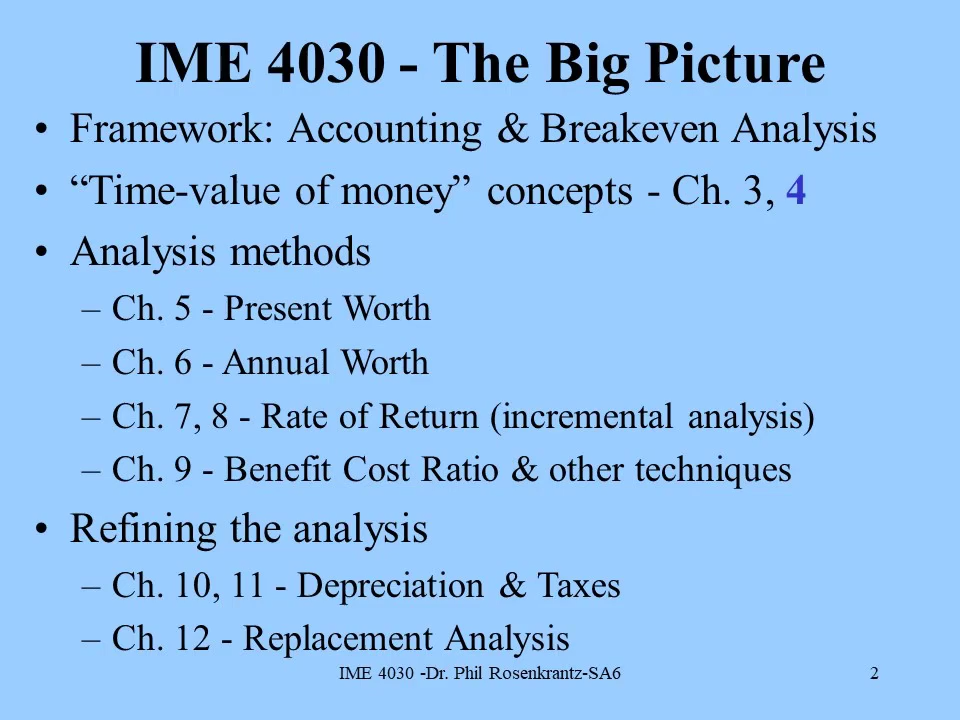 IME 4030 - The Big Picture
• Framework: Accounting & Breakeven Analysis
• “Time-value of money” concepts - Ch. 3, 4
• Analysis methods
– Ch. 5 - Present Worth
– Ch. 6 - Annual Worth
– Ch. 7, 8 - Rate of Return (incremental analysis)
– Ch. 9 - Benefit Cost Ratio & other techniques
• Refining the analysis
– Ch. 10, 11 - Depreciation & Taxes
– Ch. 12 - Replacement Analysis
IME 4030 -Dr. Phil Rosenkrantz-SA6 2